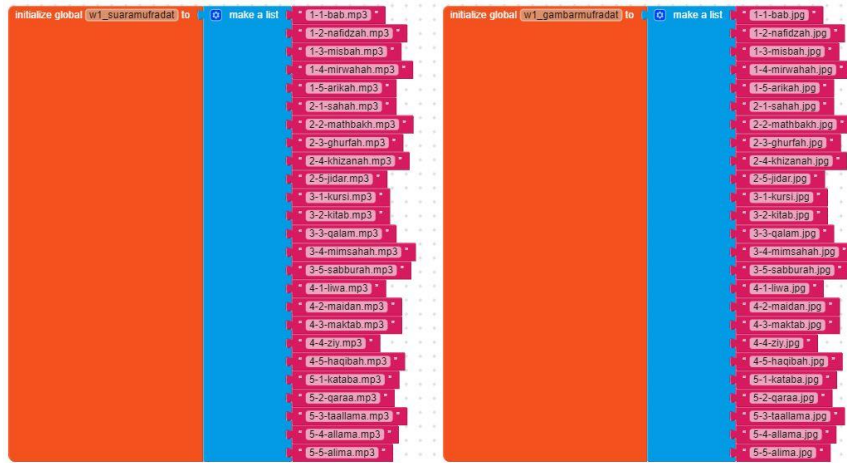 initialize global w1_suaramufradat to make a list " 1-1-bab.mp3 "
" 1-2-nafidzah.mp3 "
" 1-3-misbah.mp3 "
" 1-4-mirwahah.mp3 "
" 1-5-arikah.mp3 "
" 2-1-sahah.mp3 "
" 2-2-mathbakh.mp3 "
" 2-3-ghurfah.mp3 "
" 2-4-khizanah.mp3 "
" 2-5-jidar.mp3 "
" 3-1-kursi.mp3 "
" 3-2-kitab.mp3 "
" 3-3-qalam.mp3 "
" 3-4-mimsahah.mp3 "
" 3-5-sabburah.mp3 "
" 4-1-liwa.mp3 "
" 4-2-maidan.mp3 "
" 4-3-maktab.mp3 "
" 4-4-ziy.mp3 "
" 4-5-haqibah.mp3 "
" 5-1-kataba.mp3 "
" 5-2-qaraa.mp3 "
" 5-3-taallama.mp3 "
" 5-4-allama.mp3 "
" 5-5-alima.mp3 "
initialize global w1_gambarmufradat to make a list " 1-1-bab.jpg "
" 1-2-nafidzah.jpg "
" 1-3-misbah.jpg "
" 1-4-mirwahah.jpg "
" 1-5-arikah.jpg "
" 2-1-sahah.jpg "
" 2-2-mathbakh.jpg "
" 2-3-ghurfah.jpg "
" 2-4-khizanah.jpg "
" 2-5-jidar.jpg "
" 3-1-kursi.jpg "
" 3-2-kitab.jpg "
" 3-3-qalam.jpg "
" 3-4-mimsahah.jpg "
" 3-5-sabburah.jpg "
" 4-1-liwa.jpg "
" 4-2-maidan.jpg "
" 4-3-maktab.jpg "
" 4-4-ziy.jpg "
" 4-5-haqibah.jpg "
" 5-1-kataba.jpg "
" 5-2-qaraa.jpg "
" 5-3-taallama.jpg "
" 5-4-allama.jpg "
" 5-5-alima.jpg "